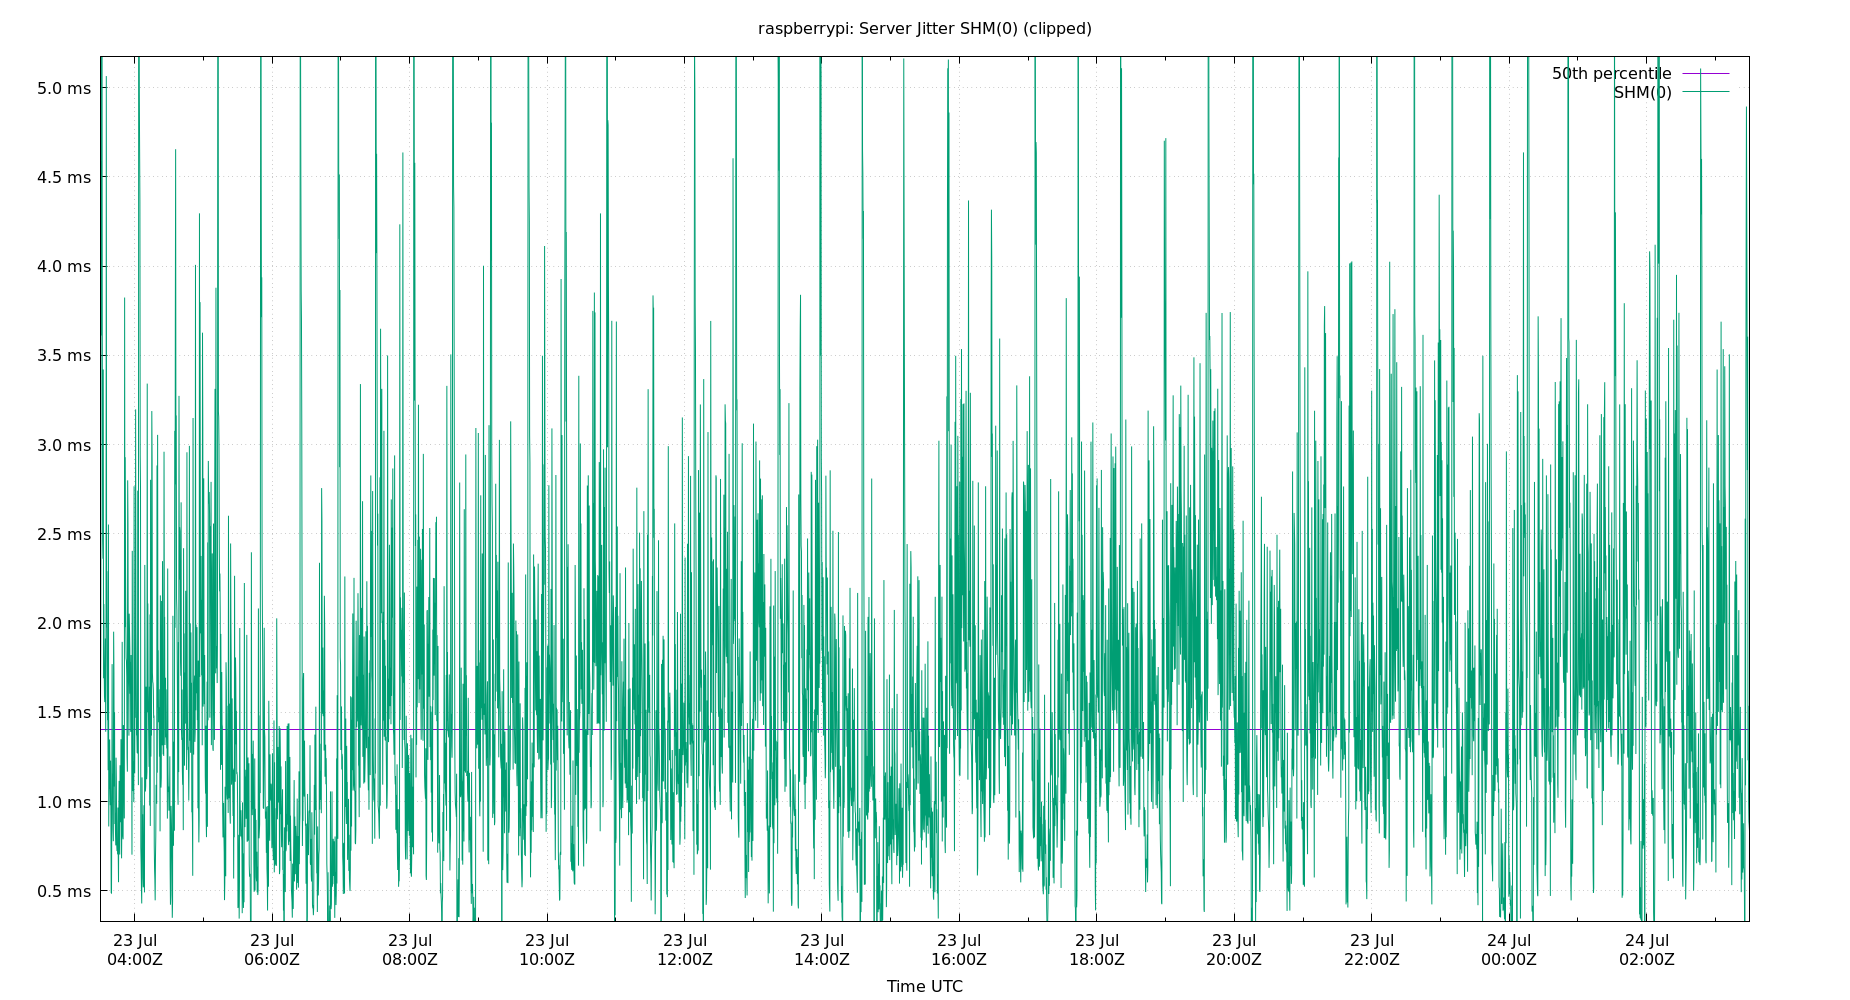 raspberrypi: Server Jitter SHM(0) (clipped)
50th percentile
SHM(0)
5.0 ms
4.5 ms
4.0 ms
3.5 ms
3.0 ms
2.5 ms
2.0 ms
1.5 ms
1.0 ms
0.5 ms
23 Jul 23 Jul 23 Jul 23 Jul 23 Jul 23 Jul 23 Jul 23 Jul 23 Jul 23 Jul 24 Jul 24 Jul
04:00Z 06:00Z 08:00Z 10:00Z 12:00Z 14:00Z 16:00Z 18:00Z 20:00Z 22:00Z 00:00Z 02:00Z
Time UTC